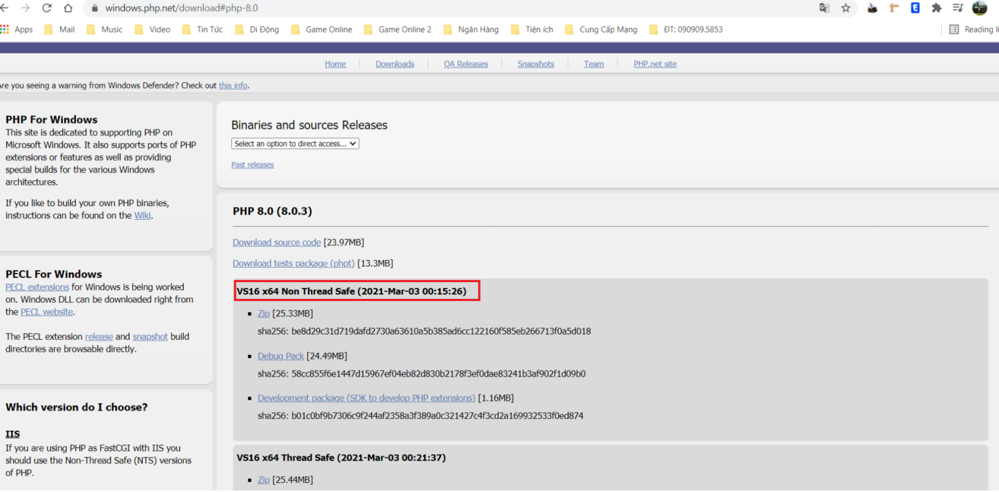 windows.php.net/download#php-8.0
Apps Mail Music Video Tin Tức Di Động Game Online Game Online 2 Ngân Hàng Tiện ích Cung Cấp Mạng ĐT: 090909.5853 Reading li
Home Downloads QA Releases Snapshots Team PHP.net site
Are you seeing a warning from Windows Defender? Check out this info.
PHP For Windows
This site is dedicated to supporting PHP on
Microsoft Windows. It also supports ports of PHP
extensions or features as well as providing
special builds for the various Windows
architectures.
If you like to build your own PHP binaries,
instructions can be found on the Wiki.
PECL For Windows
PECL extensions for Windows is being worked
on. Windows DLL can be downloaded right from
the PECL website.
The PECL extension release and snapshot build
directories are browsable directly.
Which version do I choose?
IIS
If you are using PHP as FastCGI with IIS you
should use the Non-Thread Safe (NTS) versions
of PHP.
Binaries and sources Releases
Select an option to direct access...
Past releases
PHP 8.0 (8.0.3)
Download source code [23.97MB]
Download tests package (phpt) [13.3MB]
VS16 x64 Non Thread Safe (2021-Mar-03 00:15:26)
Zip [25.33MB]
sha256: be8d29c31d719dafd2730a63610a5b385ad6cc122160f585eb266713f0a5d018
Debug Pack [24.49MB]
sha256: 58cc855f6e1447d15967ef04eb82d830b2178f3ef0dae83241b3af902f1d09b0
Development package (SDK to develop PHP extensions) [1.16MB]
sha256: b01c0bf9b7306c9f244af2358a3f389a0c321427c4f3cd2a169932533f0ed874
VS16 x64 Thread Safe (2021-Mar-03 00:21:37)
Zip [25.44MB]